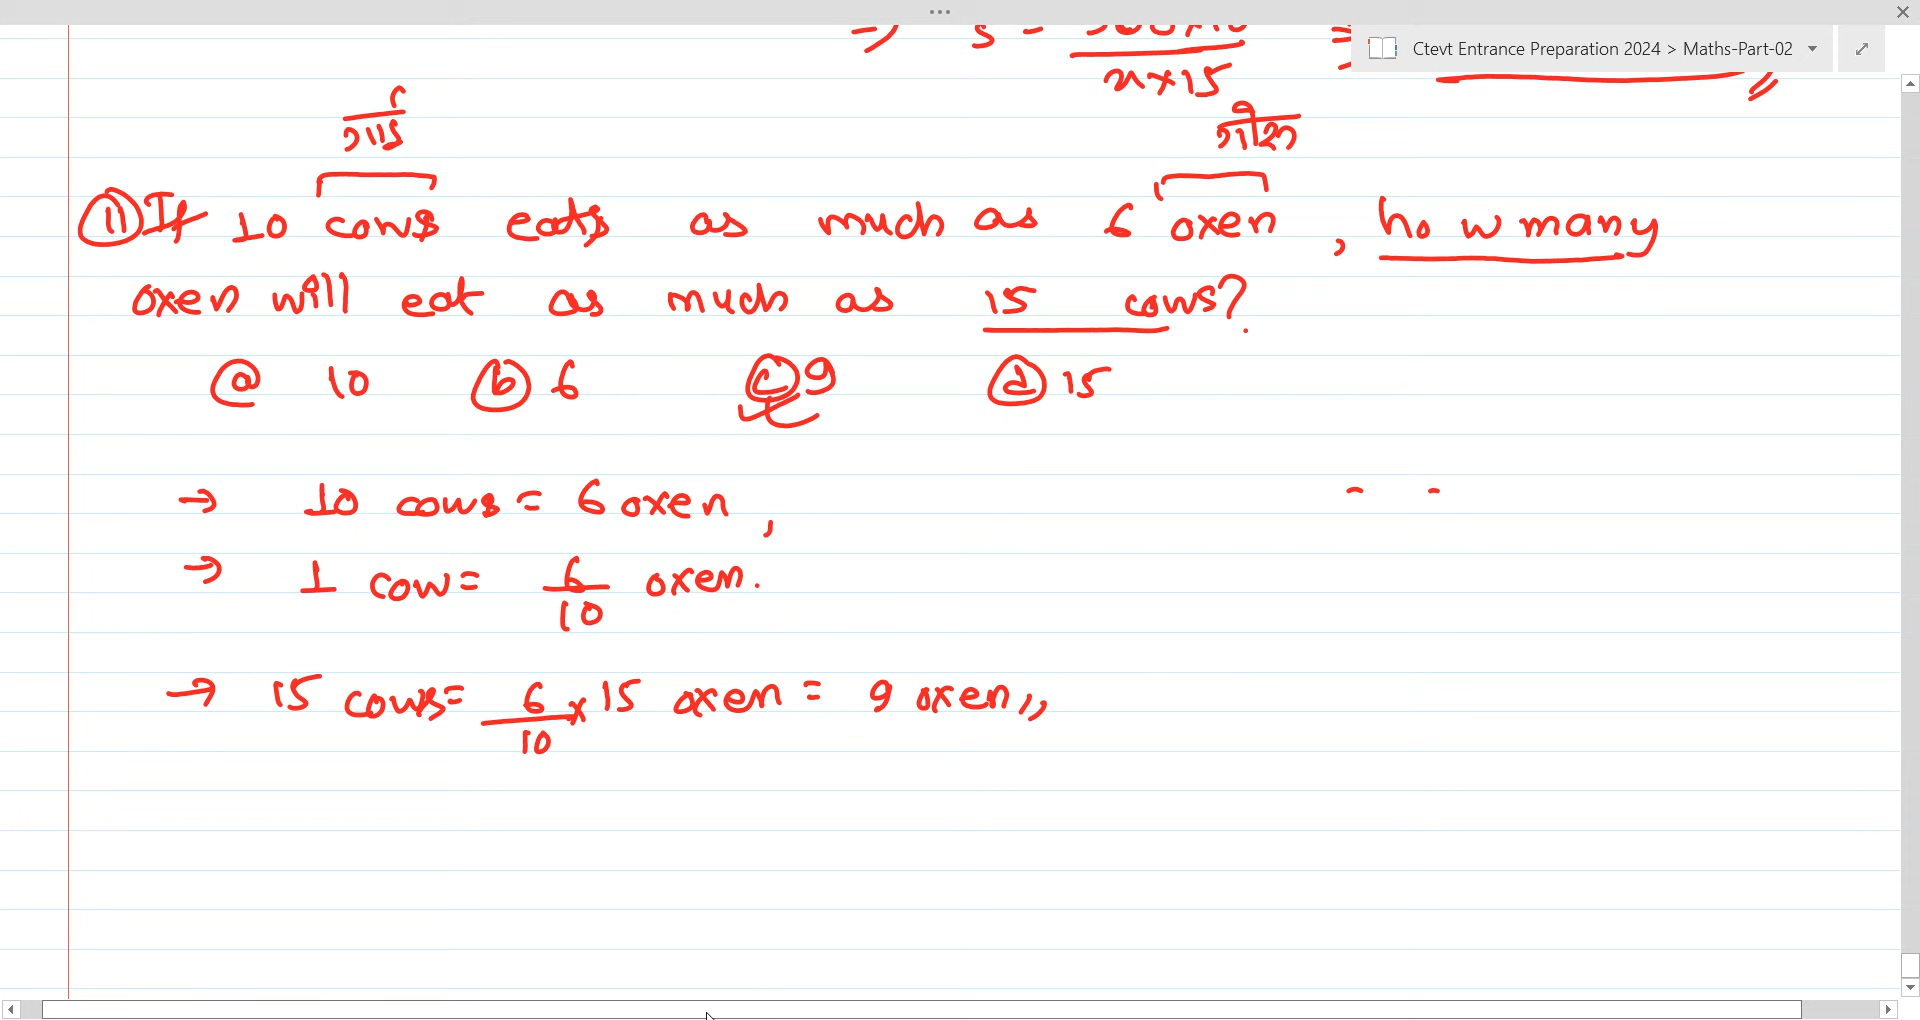 Ctevt Entrance Preparation 2024 > Maths-Part-02
n × 15
गाई
गोरु
(11) If 10 cows eats as much as 6 oxen, how many
oxen will eat as much as 15 cows?
(a) 10 (b) 6 (c) 9 (d) 15
→ 10 cows = 6 oxen,
→ 1 cow = 6/10 oxen.
→ 15 cows = 6/10 × 15 oxen = 9 oxen,,